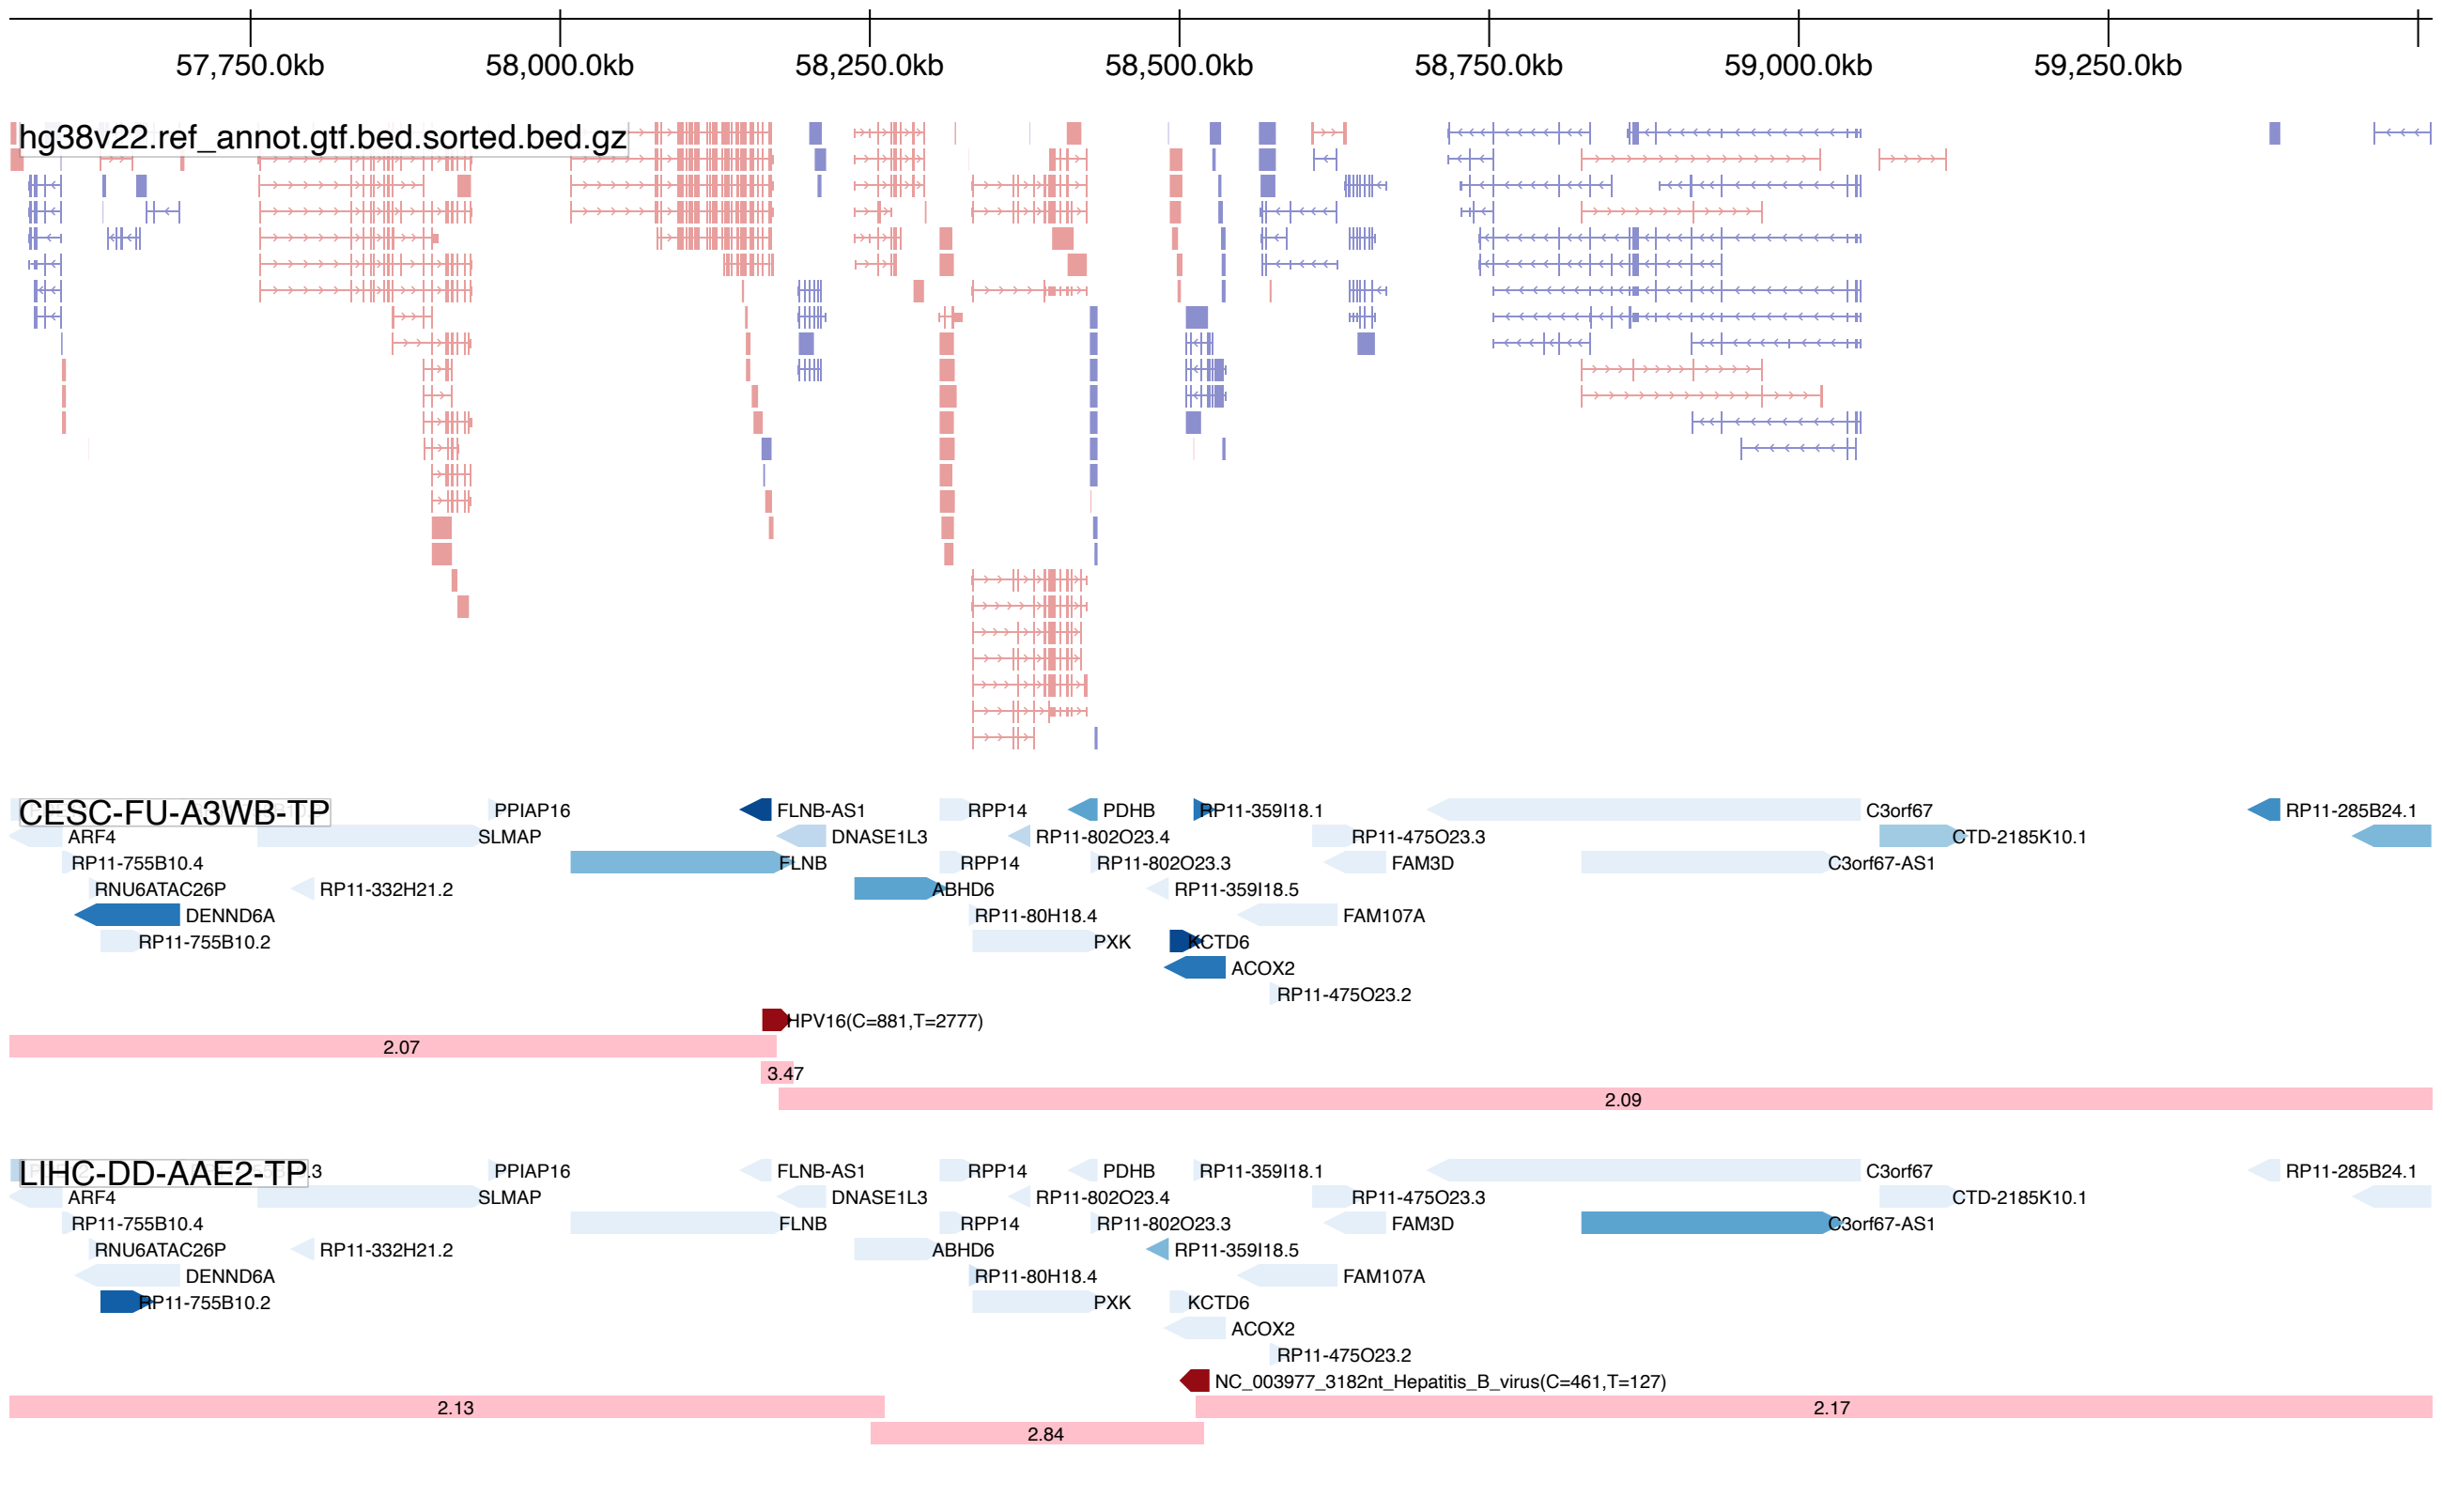 57,750.0kb 58,000.0kb 58,250.0kb 58,500.0kb 58,750.0kb 59,000.0kb 59,250.0kb
hg38v22.ref_annot.gtf.bed.sorted.bed.gz
CESC-FU-A3WB-TP PPIAP16 FLNB-AS1 RPP14 PDHB RP11-359I18.1 C3orf67 RP11-285B24.1
ARF4 SLMAP DNASE1L3 RP11-802O23.4 RP11-475O23.3 CTD-2185K10.1
RP11-755B10.4 FLNB RPP14 RP11-802O23.3 FAM3D C3orf67-AS1
RNU6ATAC26P RP11-332H21.2 ABHD6 RP11-359I18.5
DENND6A RP11-80H18.4 FAM107A
RP11-755B10.2 PXK KCTD6
ACOX2
RP11-475O23.2
HPV16(C=881,T=2777)
2.07
3.47
2.09
LIHC-DD-AAE2-TP .3 PPIAP16 FLNB-AS1 RPP14 PDHB RP11-359I18.1 C3orf67 RP11-285B24.1
ARF4 SLMAP DNASE1L3 RP11-802O23.4 RP11-475O23.3 CTD-2185K10.1
RP11-755B10.4 FLNB RPP14 RP11-802O23.3 FAM3D C3orf67-AS1
RNU6ATAC26P RP11-332H21.2 ABHD6 RP11-359I18.5
DENND6A RP11-80H18.4 FAM107A
RP11-755B10.2 PXK KCTD6
ACOX2
RP11-475O23.2
NC_003977_3182nt_Hepatitis_B_virus(C=461,T=127)
2.13 2.17
2.84